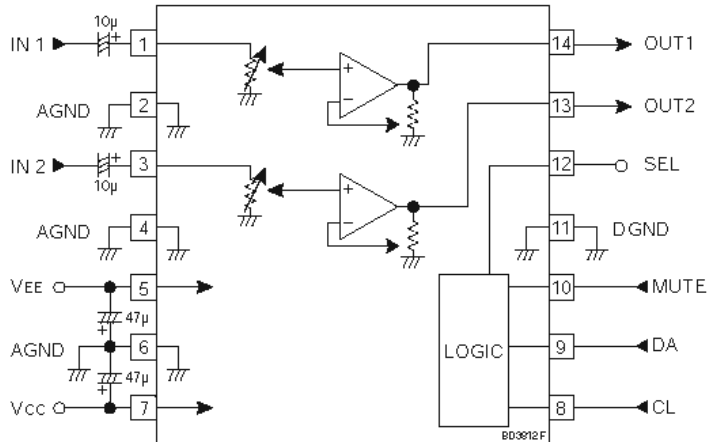 10μ
+
IN 1
1
14
OUT1
+
−
AGND
2
13
OUT2
+
IN 2
3
12
SEL
10μ
+
−
AGND
4
11
DGND
VEE
5
10
MUTE
47μ
+
AGND
6
LOGIC
9
DA
47μ
+
VCC
7
8
CL
BD3812F